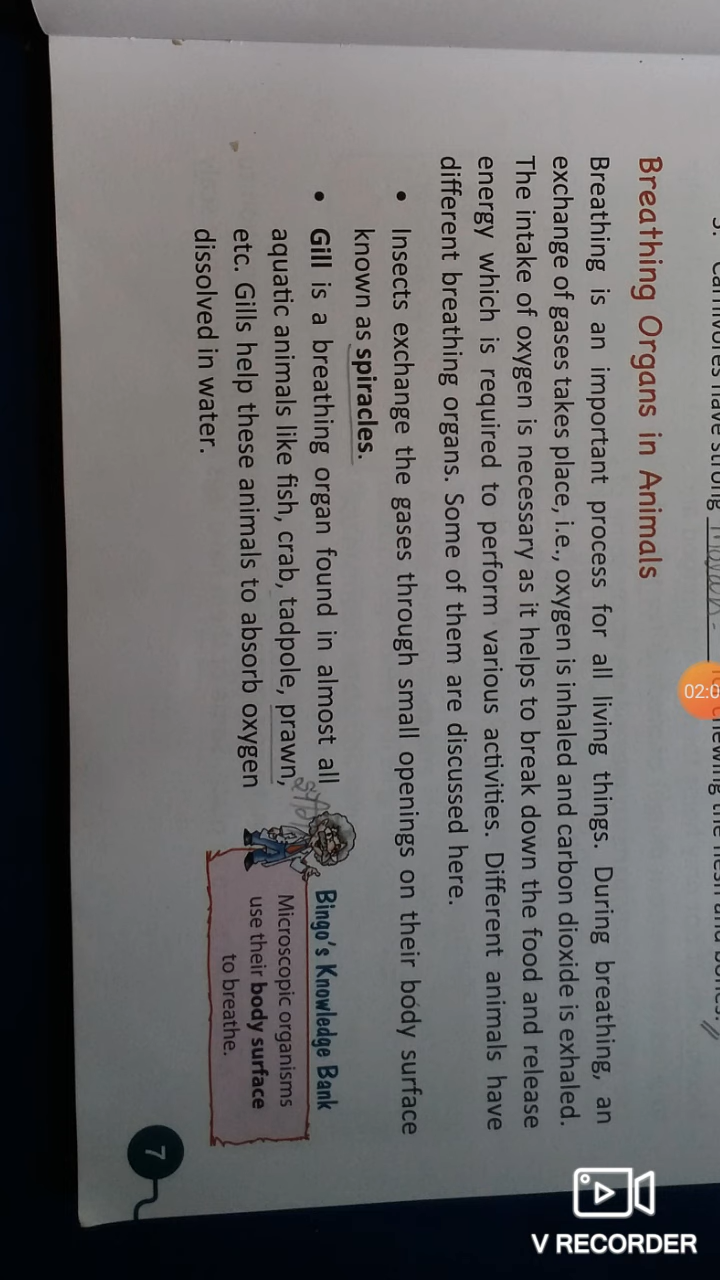 3. Carnivores have strong
Breathing Organs in Animals
Breathing is an important process for all living things. During breathing, an
exchange of gases takes place, i.e., oxygen is inhaled and carbon dioxide is exhaled.
The intake of oxygen is necessary as it helps to break down the food and release
energy which is required to perform various activities. Different animals have
different breathing organs. Some of them are discussed here.
• Insects exchange the gases through small openings on their body surface
known as spiracles.
• Gill is a breathing organ found in almost all
aquatic animals like fish, crab, tadpole, prawn,
etc. Gills help these animals to absorb oxygen
dissolved in water.
Bingo's Knowledge Bank
Microscopic organisms
use their body surface
to breathe.
7
02:0
V RECORDER